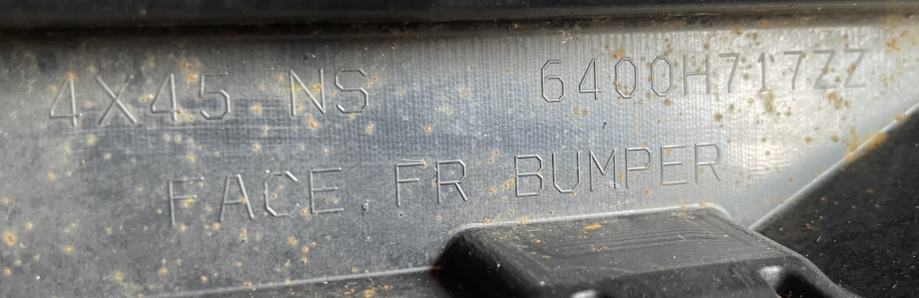 4X45 NS 6400H717ZZ
FACE, FR BUMPER